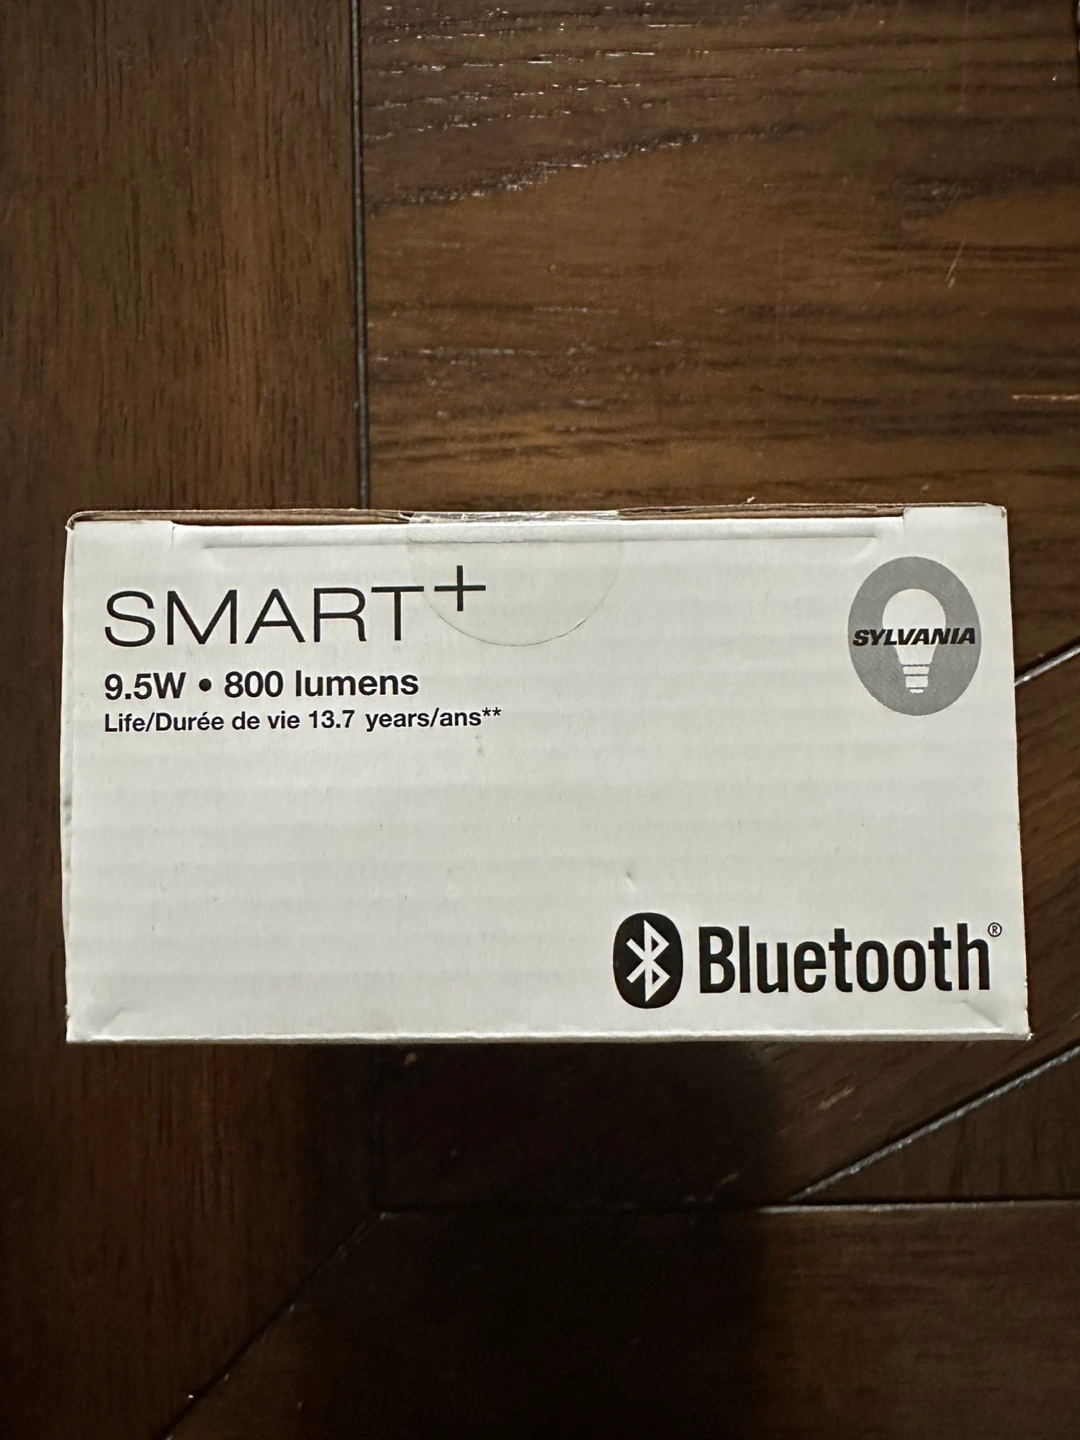 SMART+
SYLVANIA
9.5W • 800 lumens
Life/Durée de vie 13.7 years/ans**
Bluetooth®